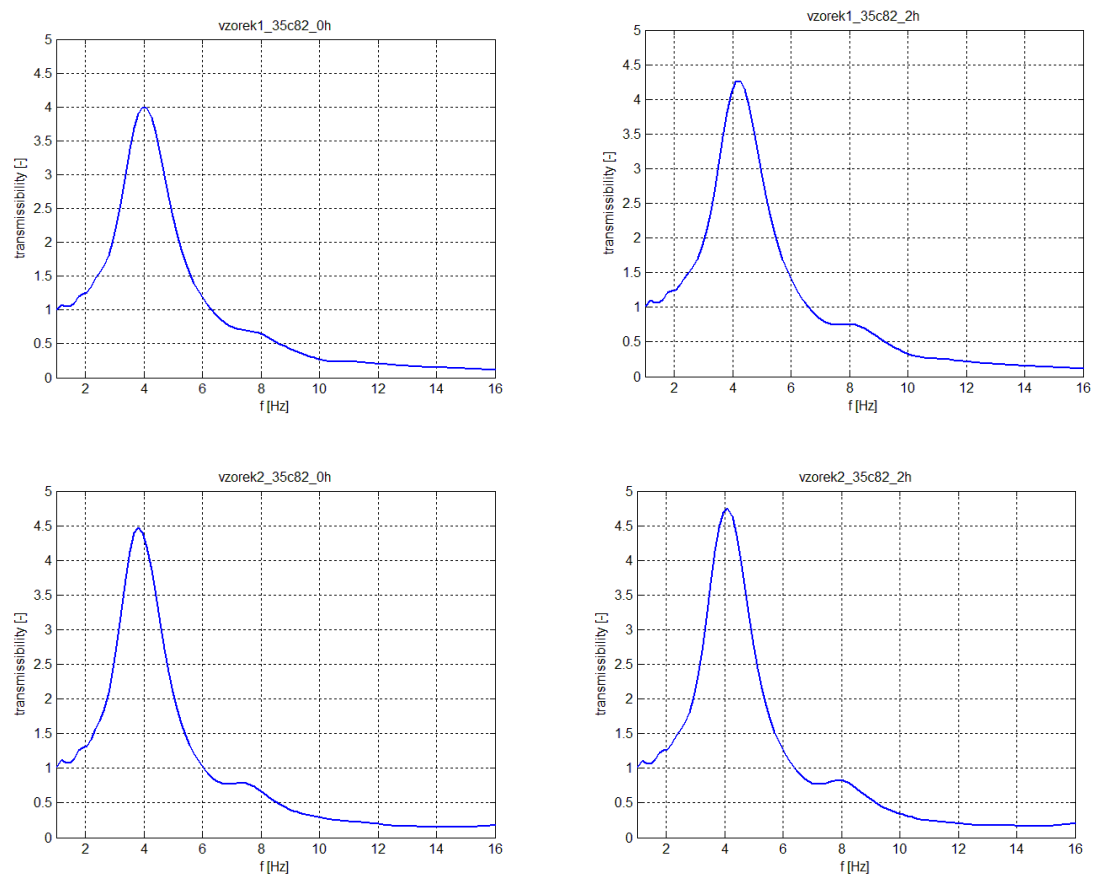 vzorek1_35c82_0h
5
4.5
4
3.5
3
2.5
2
1.5
1
0.5
0
transmissibility [-]
2 4 6 8 10 12 14 16
f [Hz]
vzorek1_35c82_2h
5
4.5
4
3.5
3
2.5
2
1.5
1
0.5
0
transmissibility [-]
2 4 6 8 10 12 14 16
f [Hz]
vzorek2_35c82_0h
5
4.5
4
3.5
3
2.5
2
1.5
1
0.5
0
transmissibility [-]
2 4 6 8 10 12 14 16
f [Hz]
vzorek2_35c82_2h
5
4.5
4
3.5
3
2.5
2
1.5
1
0.5
0
transmissibility [-]
2 4 6 8 10 12 14 16
f [Hz]